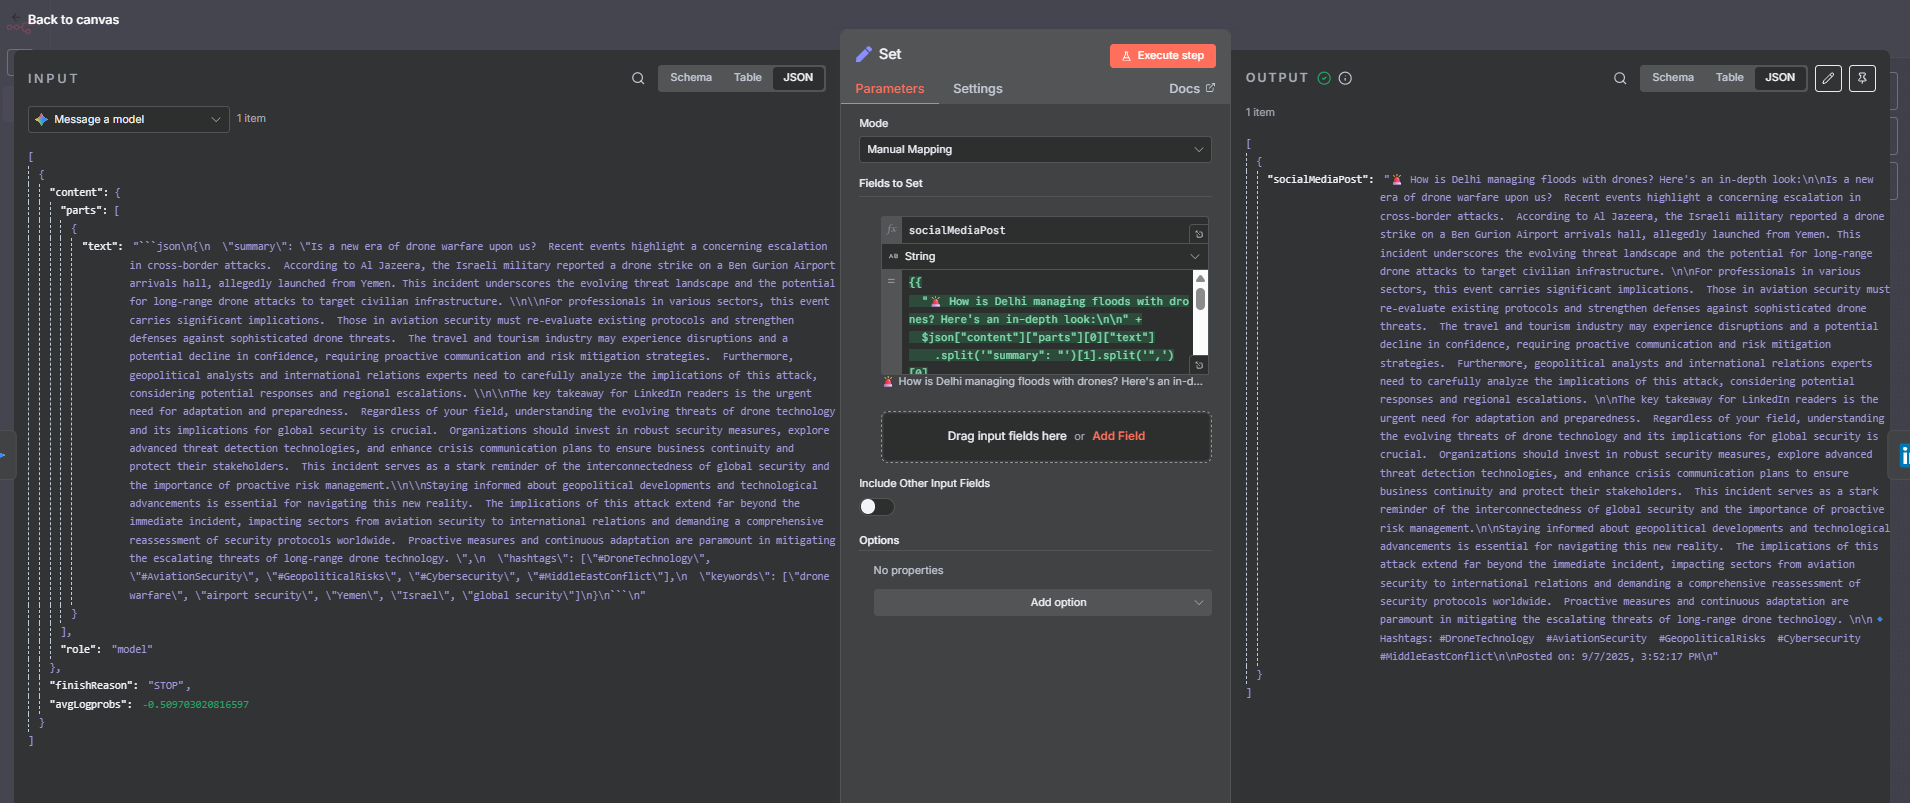 Back to canvas
INPUT
Schema
Table
JSON
Message a model
1 item
[
{
"content": {
"parts": [
{
"text": "```json\n{\n  \"summary\": \"Is a new era of drone warfare upon us?  Recent events highlight a concerning escalation
in cross-border attacks.  According to Al Jazeera, the Israeli military reported a drone strike on a Ben Gurion Airport
arrivals hall, allegedly launched from Yemen. This incident underscores the evolving threat landscape and the potential
for long-range drone attacks to target civilian infrastructure. \\n\\nFor professionals in various sectors, this event
carries significant implications.  Those in aviation security must re-evaluate existing protocols and strengthen
defenses against sophisticated drone threats.  The travel and tourism industry may experience disruptions and a
potential decline in confidence, requiring proactive communication and risk mitigation strategies.  Furthermore,
geopolitical analysts and international relations experts need to carefully analyze the implications of this attack,
considering potential responses and regional escalations. \\n\\nThe key takeaway for LinkedIn readers is the urgent
need for adaptation and preparedness.  Regardless of your field, understanding the evolving threats of drone technology
and its implications for global security is crucial.  Organizations should invest in robust security measures, explore
advanced threat detection technologies, and enhance crisis communication plans to ensure business continuity and
protect their stakeholders.  This incident serves as a stark reminder of the interconnectedness of global security and
the importance of proactive risk management.\\n\\nStaying informed about geopolitical developments and technological
advancements is essential for navigating this new reality.  The implications of this attack extend far beyond the
immediate incident, impacting sectors from aviation security to international relations and demanding a comprehensive
reassessment of security protocols worldwide.  Proactive measures and continuous adaptation are paramount in mitigating
the escalating threats of long-range drone technology. \",\n  \"hashtags\": [\"#DroneTechnology\",
\"#AviationSecurity\", \"#GeopoliticalRisks\", \"#Cybersecurity\", \"#MiddleEastConflict\"],\n  \"keywords\": [\"drone
warfare\", \"airport security\", \"Yemen\", \"Israel\", \"global security\"]\n}\n```\n"
}
],
"role": "model"
},
"finishReason": "STOP",
"avgLogprobs": -0.509703020816597
}
]
Set
Execute step
Parameters
Settings
Docs
Mode
Manual Mapping
Fields to Set
fx socialMediaPost
AB String
= {{
"🚨 How is Delhi managing floods with dro
nes? Here's an in-depth look:\n\n" +
$json["content"]["parts"][0]["text"]
.split('"summary": "')[1].split('",')
[0]
🚨 How is Delhi managing floods with drones? Here's an in-d...
Drag input fields here or Add Field
Include Other Input Fields
Options
No properties
Add option
OUTPUT
Schema
Table
JSON
1 item
[
{
"socialMediaPost": "🚨 How is Delhi managing floods with drones? Here's an in-depth look:\n\nIs a new
era of drone warfare upon us?  Recent events highlight a concerning escalation in
cross-border attacks.  According to Al Jazeera, the Israeli military reported a drone
strike on a Ben Gurion Airport arrivals hall, allegedly launched from Yemen. This
incident underscores the evolving threat landscape and the potential for long-range
drone attacks to target civilian infrastructure. \n\nFor professionals in various
sectors, this event carries significant implications.  Those in aviation security must
re-evaluate existing protocols and strengthen defenses against sophisticated drone
threats.  The travel and tourism industry may experience disruptions and a potential
decline in confidence, requiring proactive communication and risk mitigation
strategies.  Furthermore, geopolitical analysts and international relations experts
need to carefully analyze the implications of this attack, considering potential
responses and regional escalations. \n\nThe key takeaway for LinkedIn readers is the
urgent need for adaptation and preparedness.  Regardless of your field, understanding
the evolving threats of drone technology and its implications for global security is
crucial.  Organizations should invest in robust security measures, explore advanced
threat detection technologies, and enhance crisis communication plans to ensure
business continuity and protect their stakeholders.  This incident serves as a stark
reminder of the interconnectedness of global security and the importance of proactive
risk management.\n\nStaying informed about geopolitical developments and technological
advancements is essential for navigating this new reality.  The implications of this
attack extend far beyond the immediate incident, impacting sectors from aviation
security to international relations and demanding a comprehensive reassessment of
security protocols worldwide.  Proactive measures and continuous adaptation are
paramount in mitigating the escalating threats of long-range drone technology. \n\n🔹
Hashtags: #DroneTechnology  #AviationSecurity  #GeopoliticalRisks  #Cybersecurity
#MiddleEastConflict\n\nPosted on: 9/7/2025, 3:52:17 PM\n"
}
]